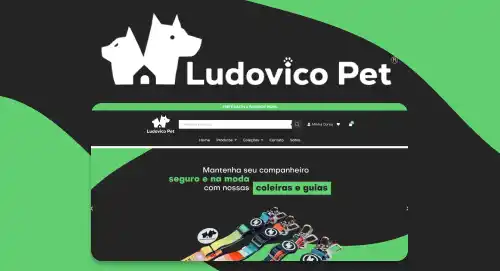 Ludovico Pet®
Ludovico Pet
Minha Conta
Home Produtos Coleções Contato Sobre
Mantenha seu companheiro
seguro e na moda
com nossas coleiras e guias